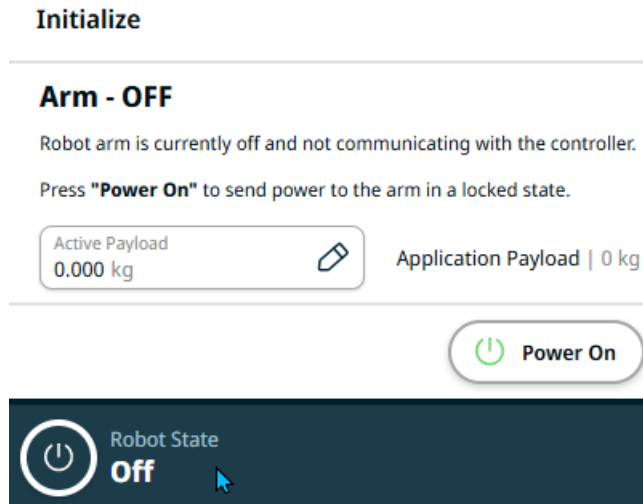 Initialize
Arm - OFF
Robot arm is currently off and not communicating with the controller.
Press "Power On" to send power to the arm in a locked state.
Active Payload
0.000 kg
Application Payload | 0 kg
Power On
Robot State
Off